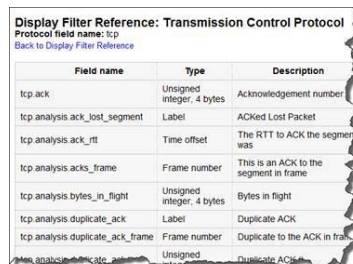 Display Filter Reference: Transmission Control Protocol
Protocol field name: tcp
Back to Display Filter Reference
Field name Type Description
tcp.ack Unsigned integer, 4 bytes Acknowledgement number
tcp.analysis.ack_lost_segment Label ACKed Lost Packet
tcp.analysis.ack_rtt Time offset The RTT to ACK the segmen
was
tcp.analysis.acks_frame Frame number This is an ACK to the
segment in frame
tcp.analysis.bytes_in_flight Unsigned integer, 4 bytes Bytes in flight
tcp.analysis.duplicate_ack Label Duplicate ACK
tcp.analysis.duplicate_ack_frame Frame number Duplicate to the ACK in fra
Unsigned Duplicate ACK